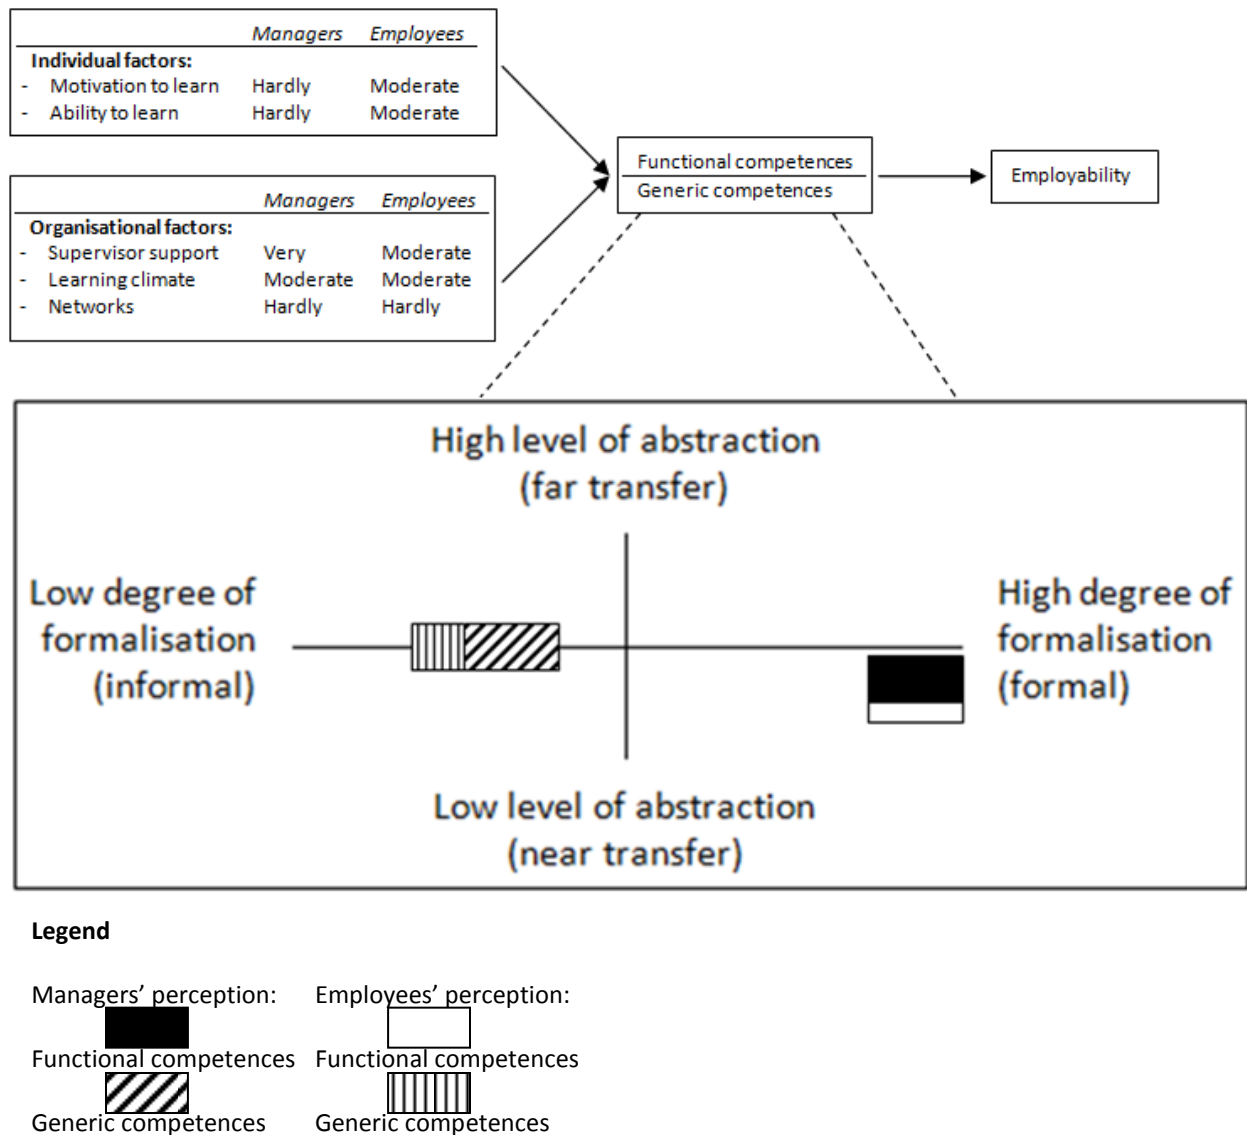 Managers Employees
Individual factors:
- Motivation to learn Hardly Moderate
- Ability to learn Hardly Moderate
Managers Employees
Organisational factors:
- Supervisor support Very Moderate
- Learning climate Moderate Moderate
- Networks Hardly Hardly
Functional competences
Generic competences
Employability
High level of abstraction
(far transfer)
Low degree of
formalisation
(informal)
High degree of
formalisation
(formal)
Low level of abstraction
(near transfer)
Legend
Managers’ perception: Employees’ perception:
Functional competences Functional competences
Generic competences Generic competences